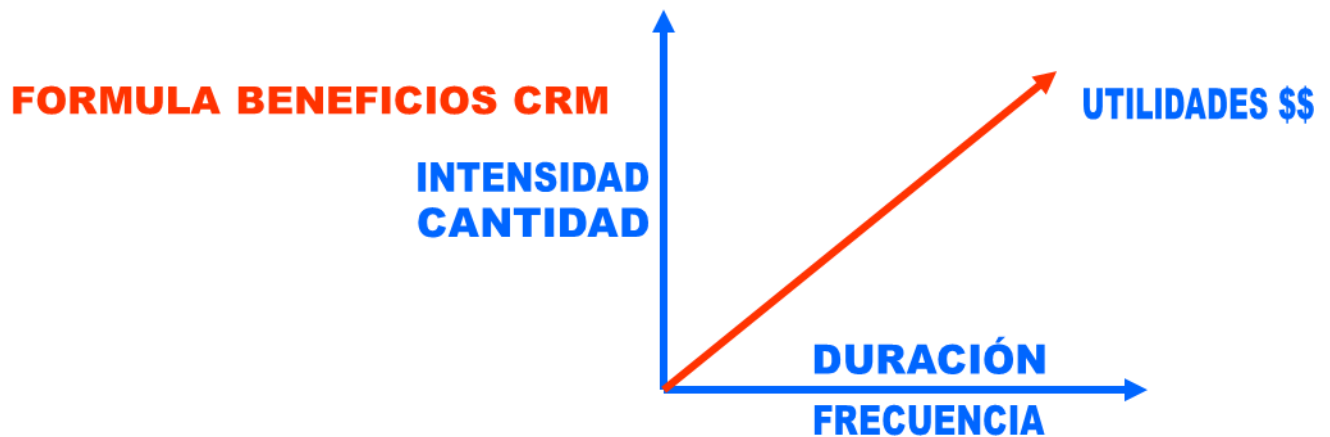 FORMULA BENEFICIOS CRM
UTILIDADES $$
INTENSIDAD
CANTIDAD
DURACIÓN
FRECUENCIA